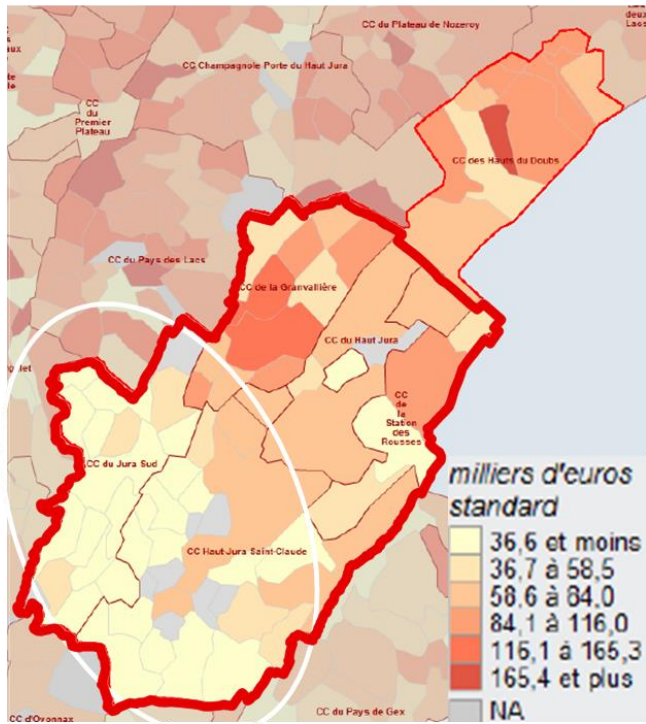 CC du Plateau de Nozeroy
deux
Lacs
CC Champagnole Porte du Haut Jura
CC
du
Premier
Plateau
CC des Hauts du Doubs
CC du Pays des Lacs
CC de la Grandvallière
CC du Haut Jura
CC
de la
Station
des
Rousses
CC du Jura Sud
CC Haut-Jura Saint-Claude
CC d'Oyonnax
CC du Pays de Gex
milliers d'euros
standard
36,6 et moins
36,7 à 58,5
58,6 à 84,0
84,1 à 116,0
116,1 à 165,3
165,4 et plus
NA